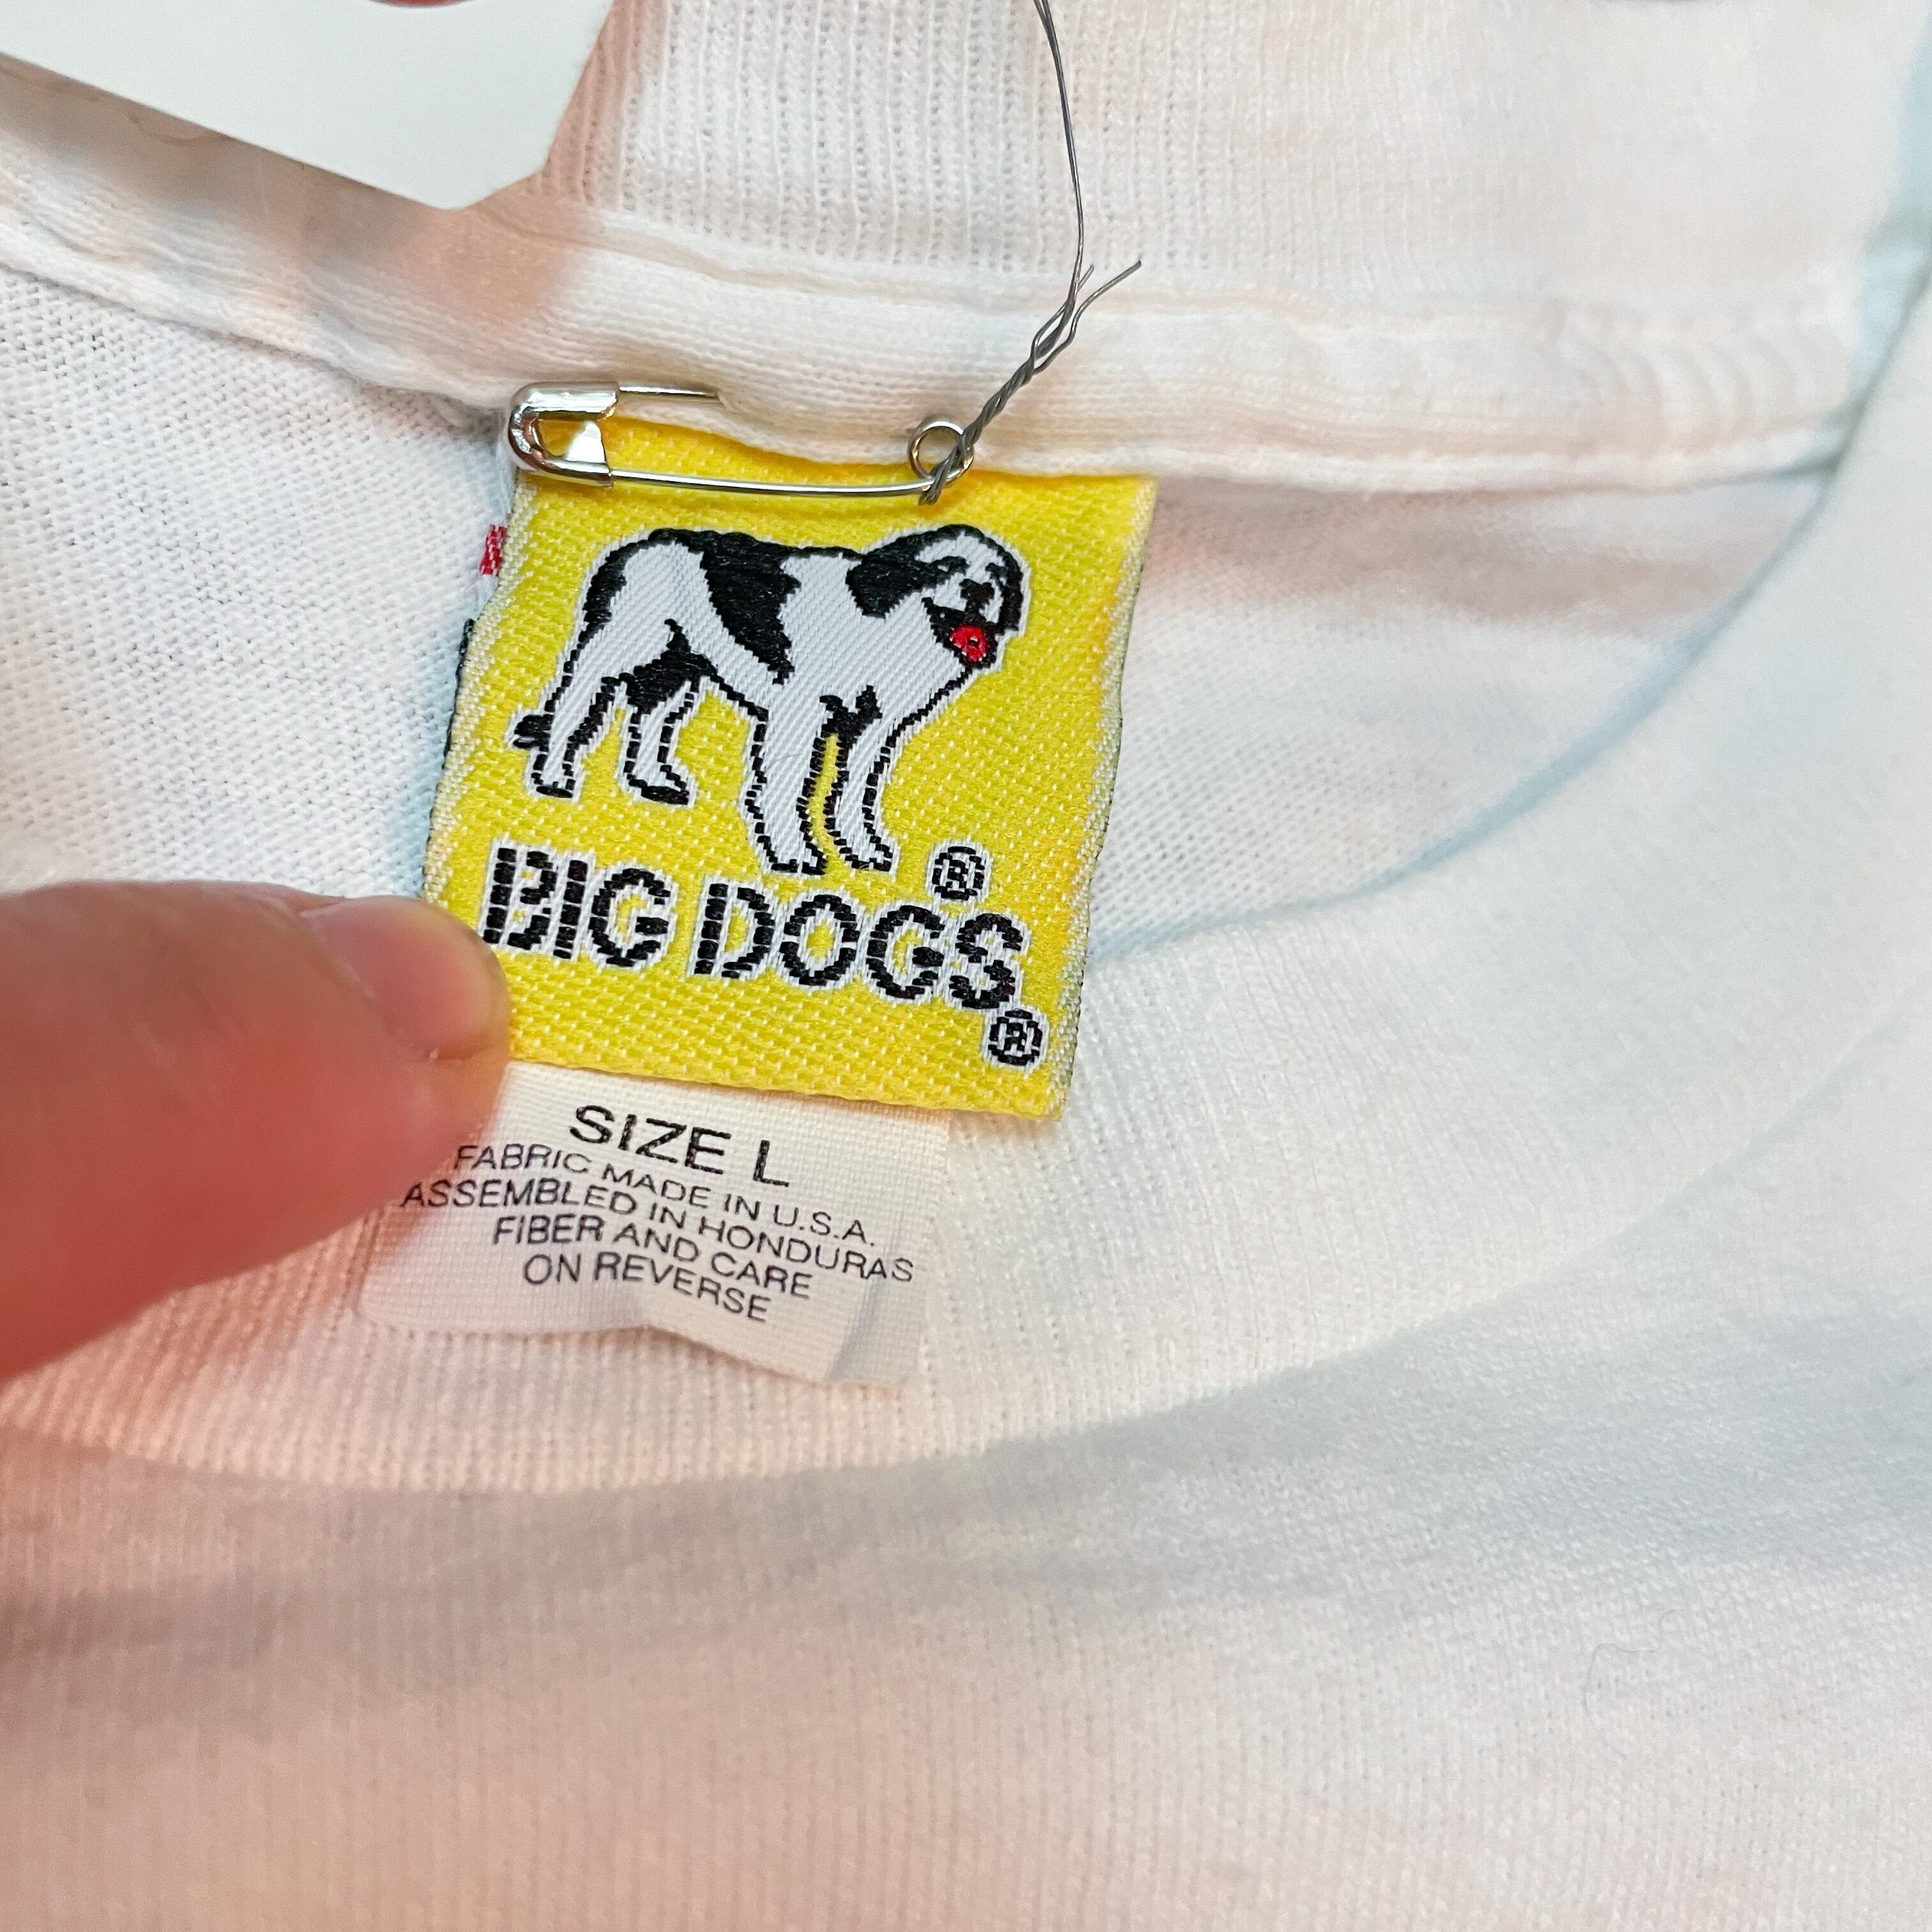 BIG DOGS®
®
SIZE L
FABRIC MADE IN U.S.A.
ASSEMBLED IN HONDURAS
FIBER AND CARE
ON REVERSE